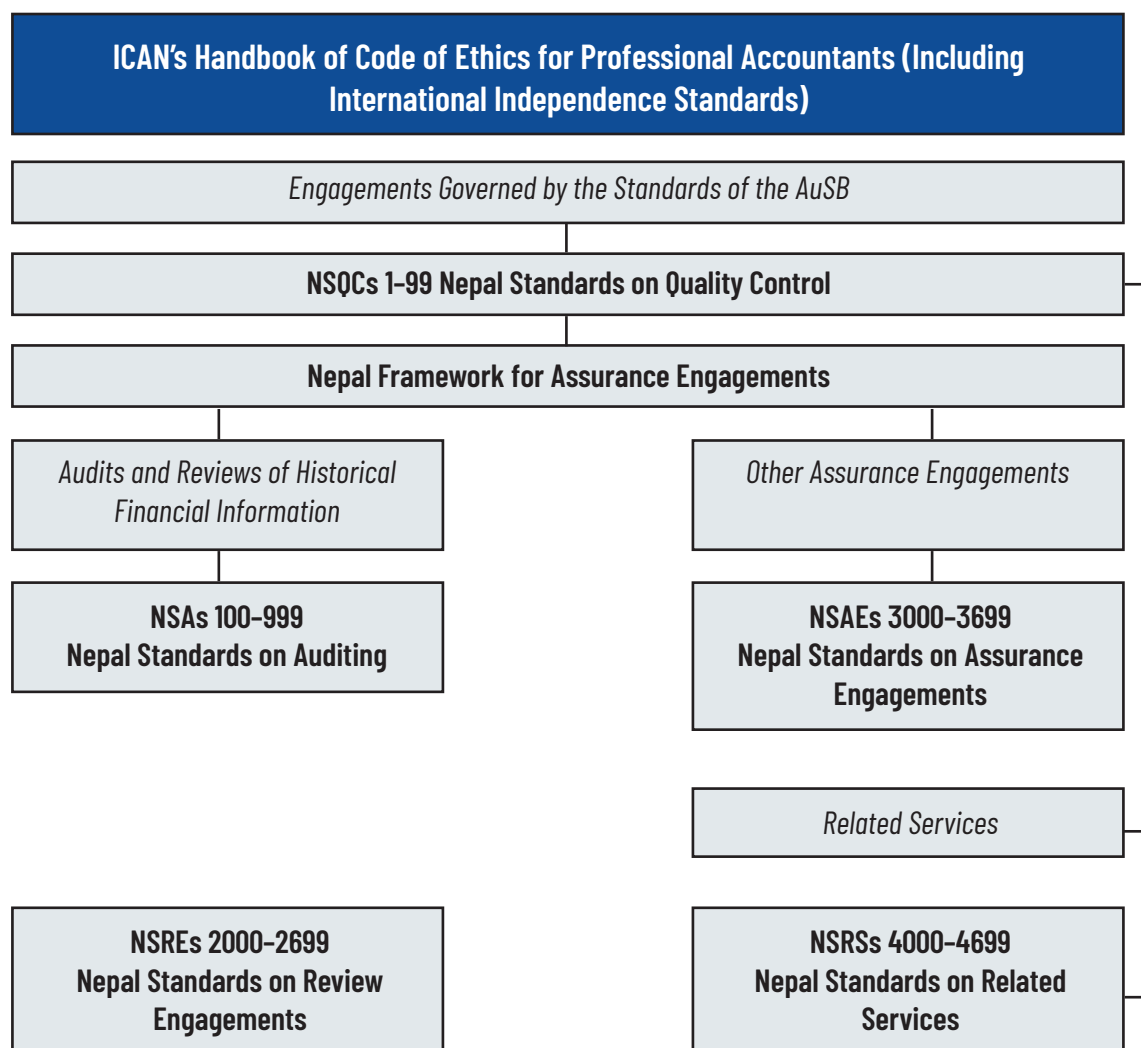 ICAN’s Handbook of Code of Ethics for Professional Accountants (Including
International Independence Standards)
Engagements Governed by the Standards of the AuSB
NSQCs 1–99 Nepal Standards on Quality Control
Nepal Framework for Assurance Engagements
Audits and Reviews of Historical
Financial Information
Other Assurance Engagements
NSAs 100–999
Nepal Standards on Auditing
NSAEs 3000–3699
Nepal Standards on Assurance
Engagements
Related Services
NSREs 2000–2699
Nepal Standards on Review
Engagements
NSRSs 4000–4699
Nepal Standards on Related
Services